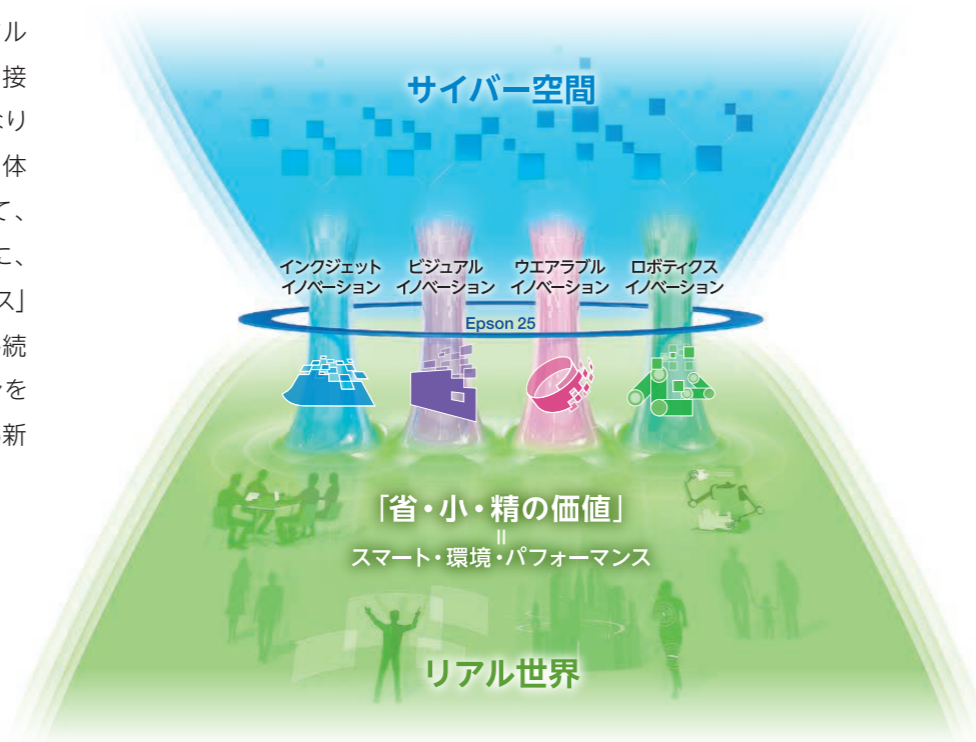 ル
接
より
体
て、
に、
ス」
続
を
新
サイバー空間
インクジェット
イノベーション
ビジュアル
イノベーション
ウエアラブル
イノベーション
ロボティクス
イノベーション
Epson 25
「省・小・精の価値」
=
スマート・環境・パフォーマンス
リアル世界